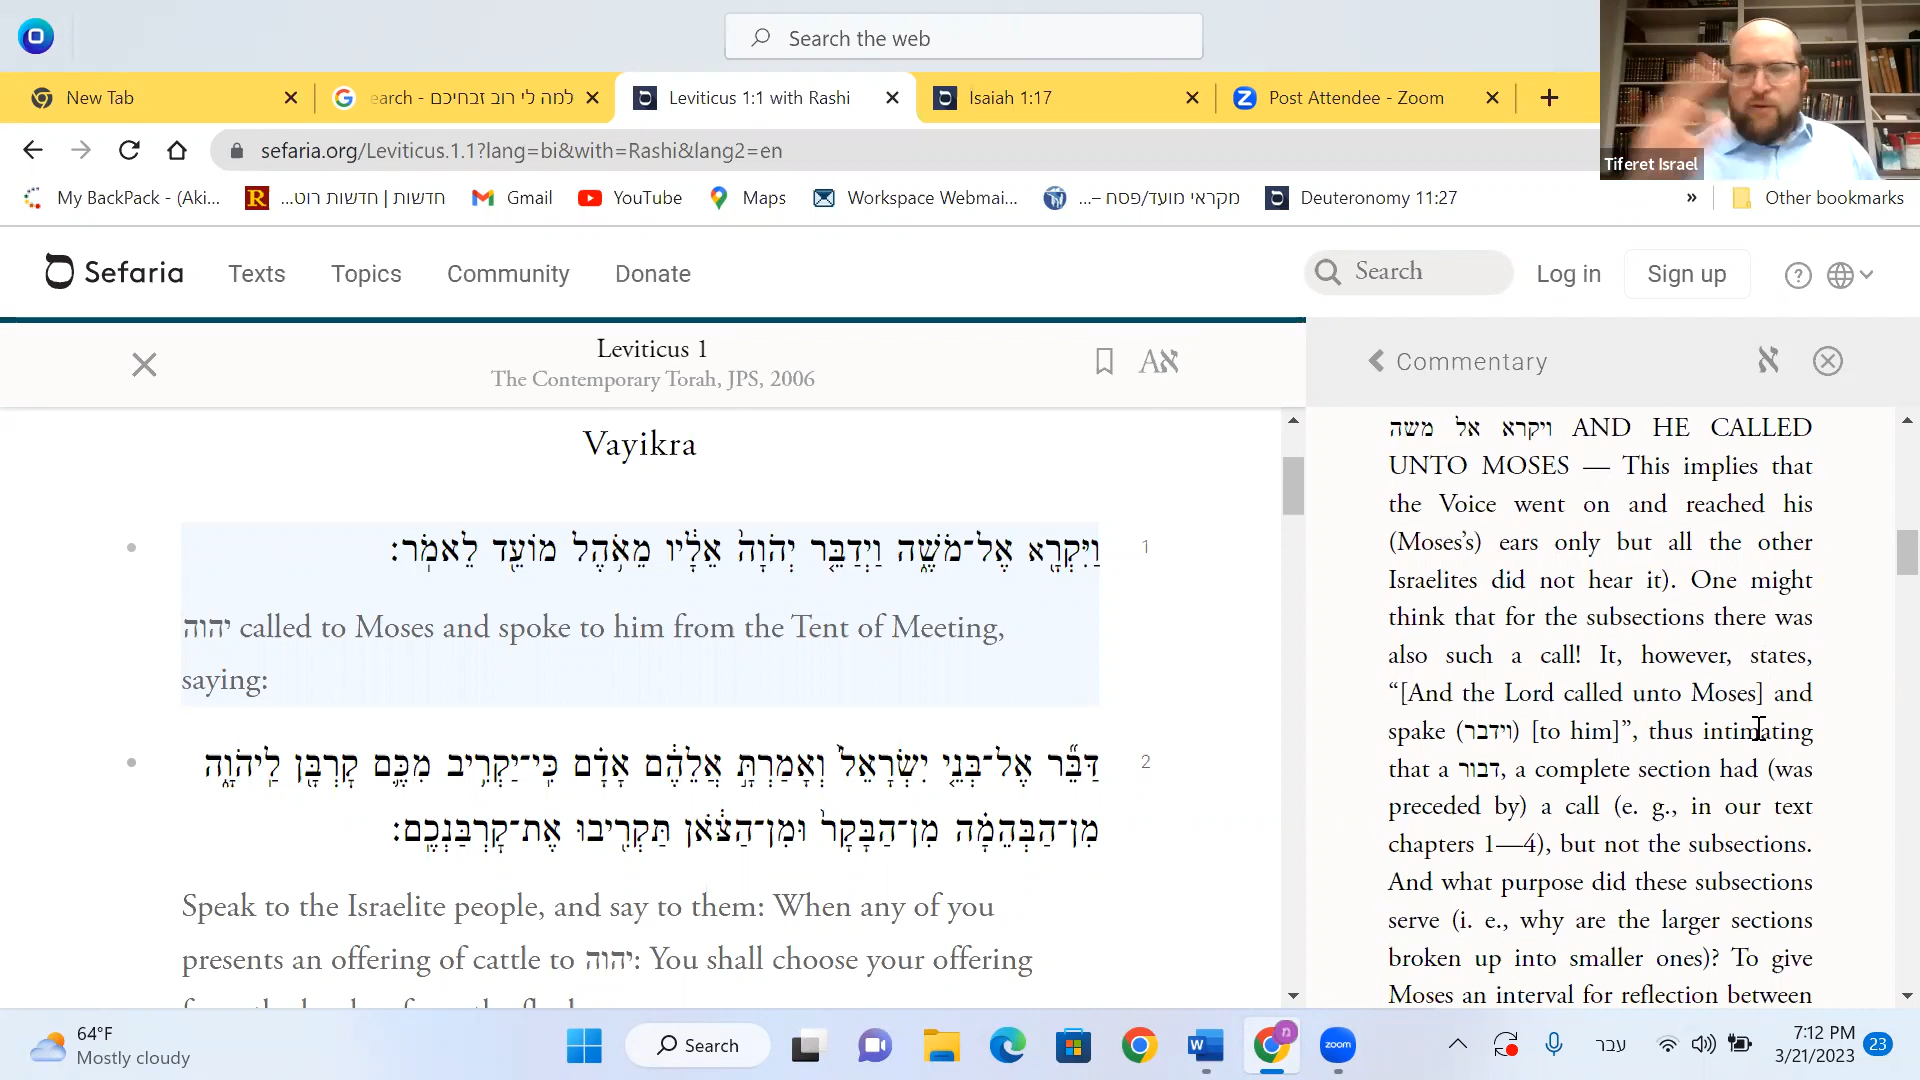 Search the web
New Tab
earch - למה לי רוב זבחיכם
Leviticus 1:1 with Rashi
Isaiah 1:17
Post Attendee - Zoom
sefaria.org/Leviticus.1.1?lang=bi&with=Rashi&lang2=en
Tiferet Israel
My BackPack - (Aki...
חדשות | חדשות רוט...
Gmail
YouTube
Maps
Workspace Webmai...
מקראי מועד/פסח –...
Deuteronomy 11:27
»
Other bookmarks
Sefaria
Texts
Topics
Community
Donate
Search
Log in
Sign up
Leviticus 1
The Contemporary Torah, JPS, 2006
Aא
Commentary
א
Vayikra
1
וַיִּקְרָ֖א אֶל־מֹשֶׁ֑ה וַיְדַבֵּ֤ר יְהֹוָה֙ אֵלָ֔יו מֵאֹ֥הֶל מוֹעֵ֖ד לֵאמֹֽר׃
יהוה called to Moses and spoke to him from the Tent of Meeting,
saying:
2
דַּבֵּ֞ר אֶל־בְּנֵ֤י יִשְׂרָאֵל֙ וְאָמַרְתָּ֣ אֲלֵהֶ֔ם אָדָ֗ם כִּֽי־יַקְרִ֥יב מִכֶּ֛ם קׇרְבָּ֖ן לַֽיהֹוָ֑ה
מִן־הַבְּהֵמָ֗ה מִן־הַבָּקָר֙ וּמִן־הַצֹּ֔אן תַּקְרִ֖יבוּ אֶת־קׇרְבַּנְכֶֽם׃
Speak to the Israelite people, and say to them: When any of you
presents an offering of cattle to יהוה: You shall choose your offering
ויקרא אל משה AND HE CALLED
UNTO MOSES — This implies that
the Voice went on and reached his
(Moses’s) ears only but all the other
Israelites did not hear it). One might
think that for the subsections there was
also such a call! It, however, states,
“[And the Lord called unto Moses] and
spake (וידבר) [to him]”, thus intimating
that a דבור, a complete section had (was
preceded by) a call (e. g., in our text
chapters 1—4), but not the subsections.
And what purpose did these subsections
serve (i. e., why are the larger sections
broken up into smaller ones)? To give
Moses an interval for reflection between
64°F
Mostly cloudy
Search
zoom
עבר
7:12 PM
3/21/2023
23